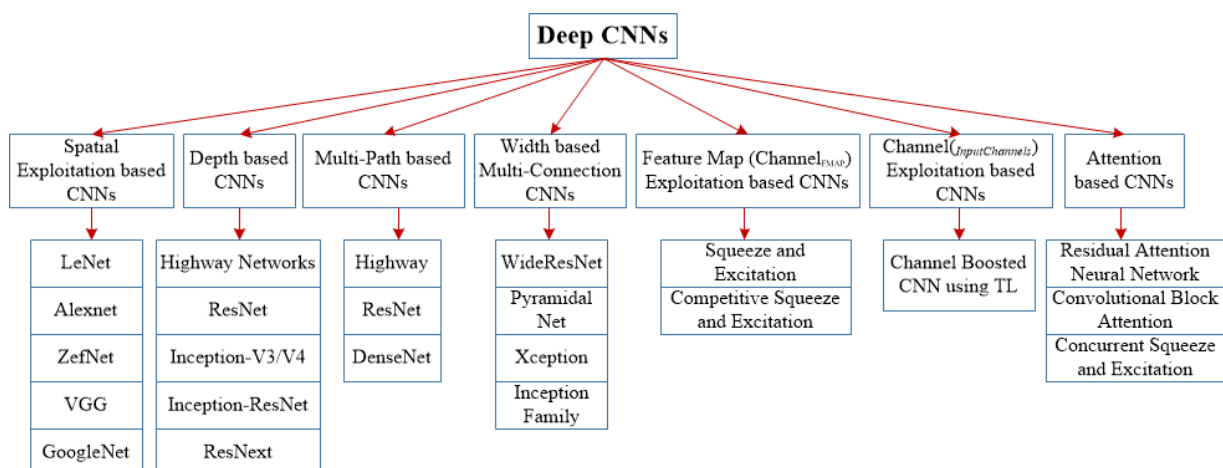 Deep CNNs
Spatial
Exploitation based
CNNs
Depth based
CNNs
Multi-Path based
CNNs
Width based
Multi-Connection
CNNs
Feature Map (ChannelFMAP)
Exploitation based CNNs
Channel(InputChannels)
Exploitation based
CNNs
Attention
based CNNs
LeNet
Alexnet
ZefNet
VGG
GoogleNet
Highway Networks
ResNet
Inception-V3/V4
Inception-ResNet
ResNext
Highway
ResNet
DenseNet
WideResNet
Pyramidal
Net
Xception
Inception
Family
Squeeze and
Excitation
Competitive Squeeze
and Excitation
Channel Boosted
CNN using TL
Residual Attention
Neural Network
Convolutional Block
Attention
Concurrent Squeeze
and Excitation